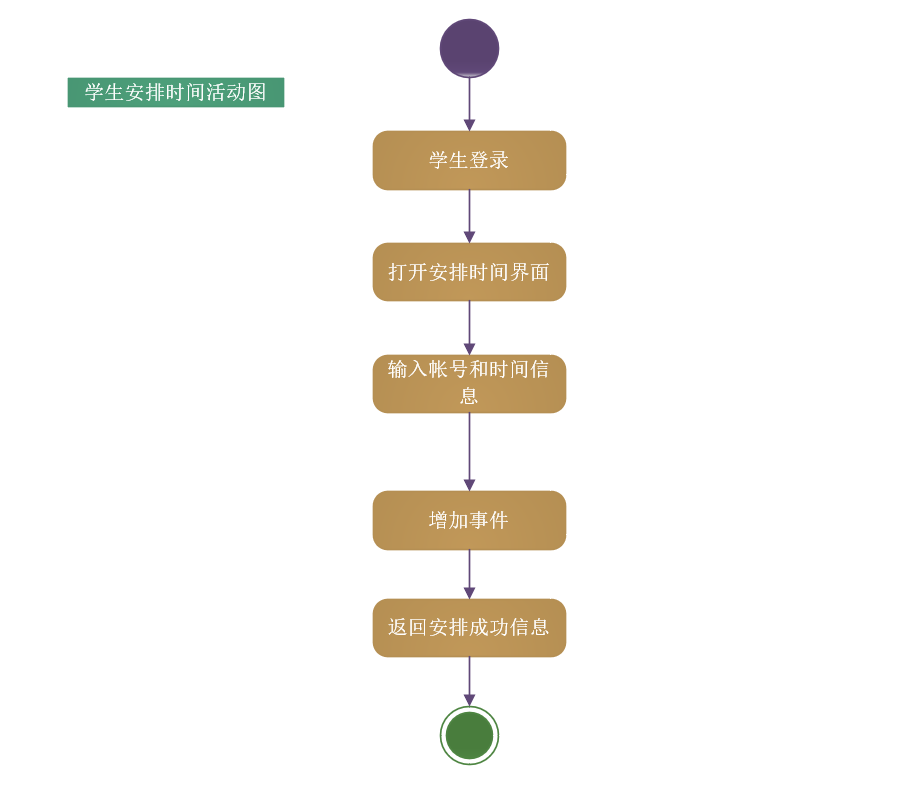 学生安排时间活动图
学生登录
打开安排时间界面
输入帐号和时间信
息
增加事件
返回安排成功信息